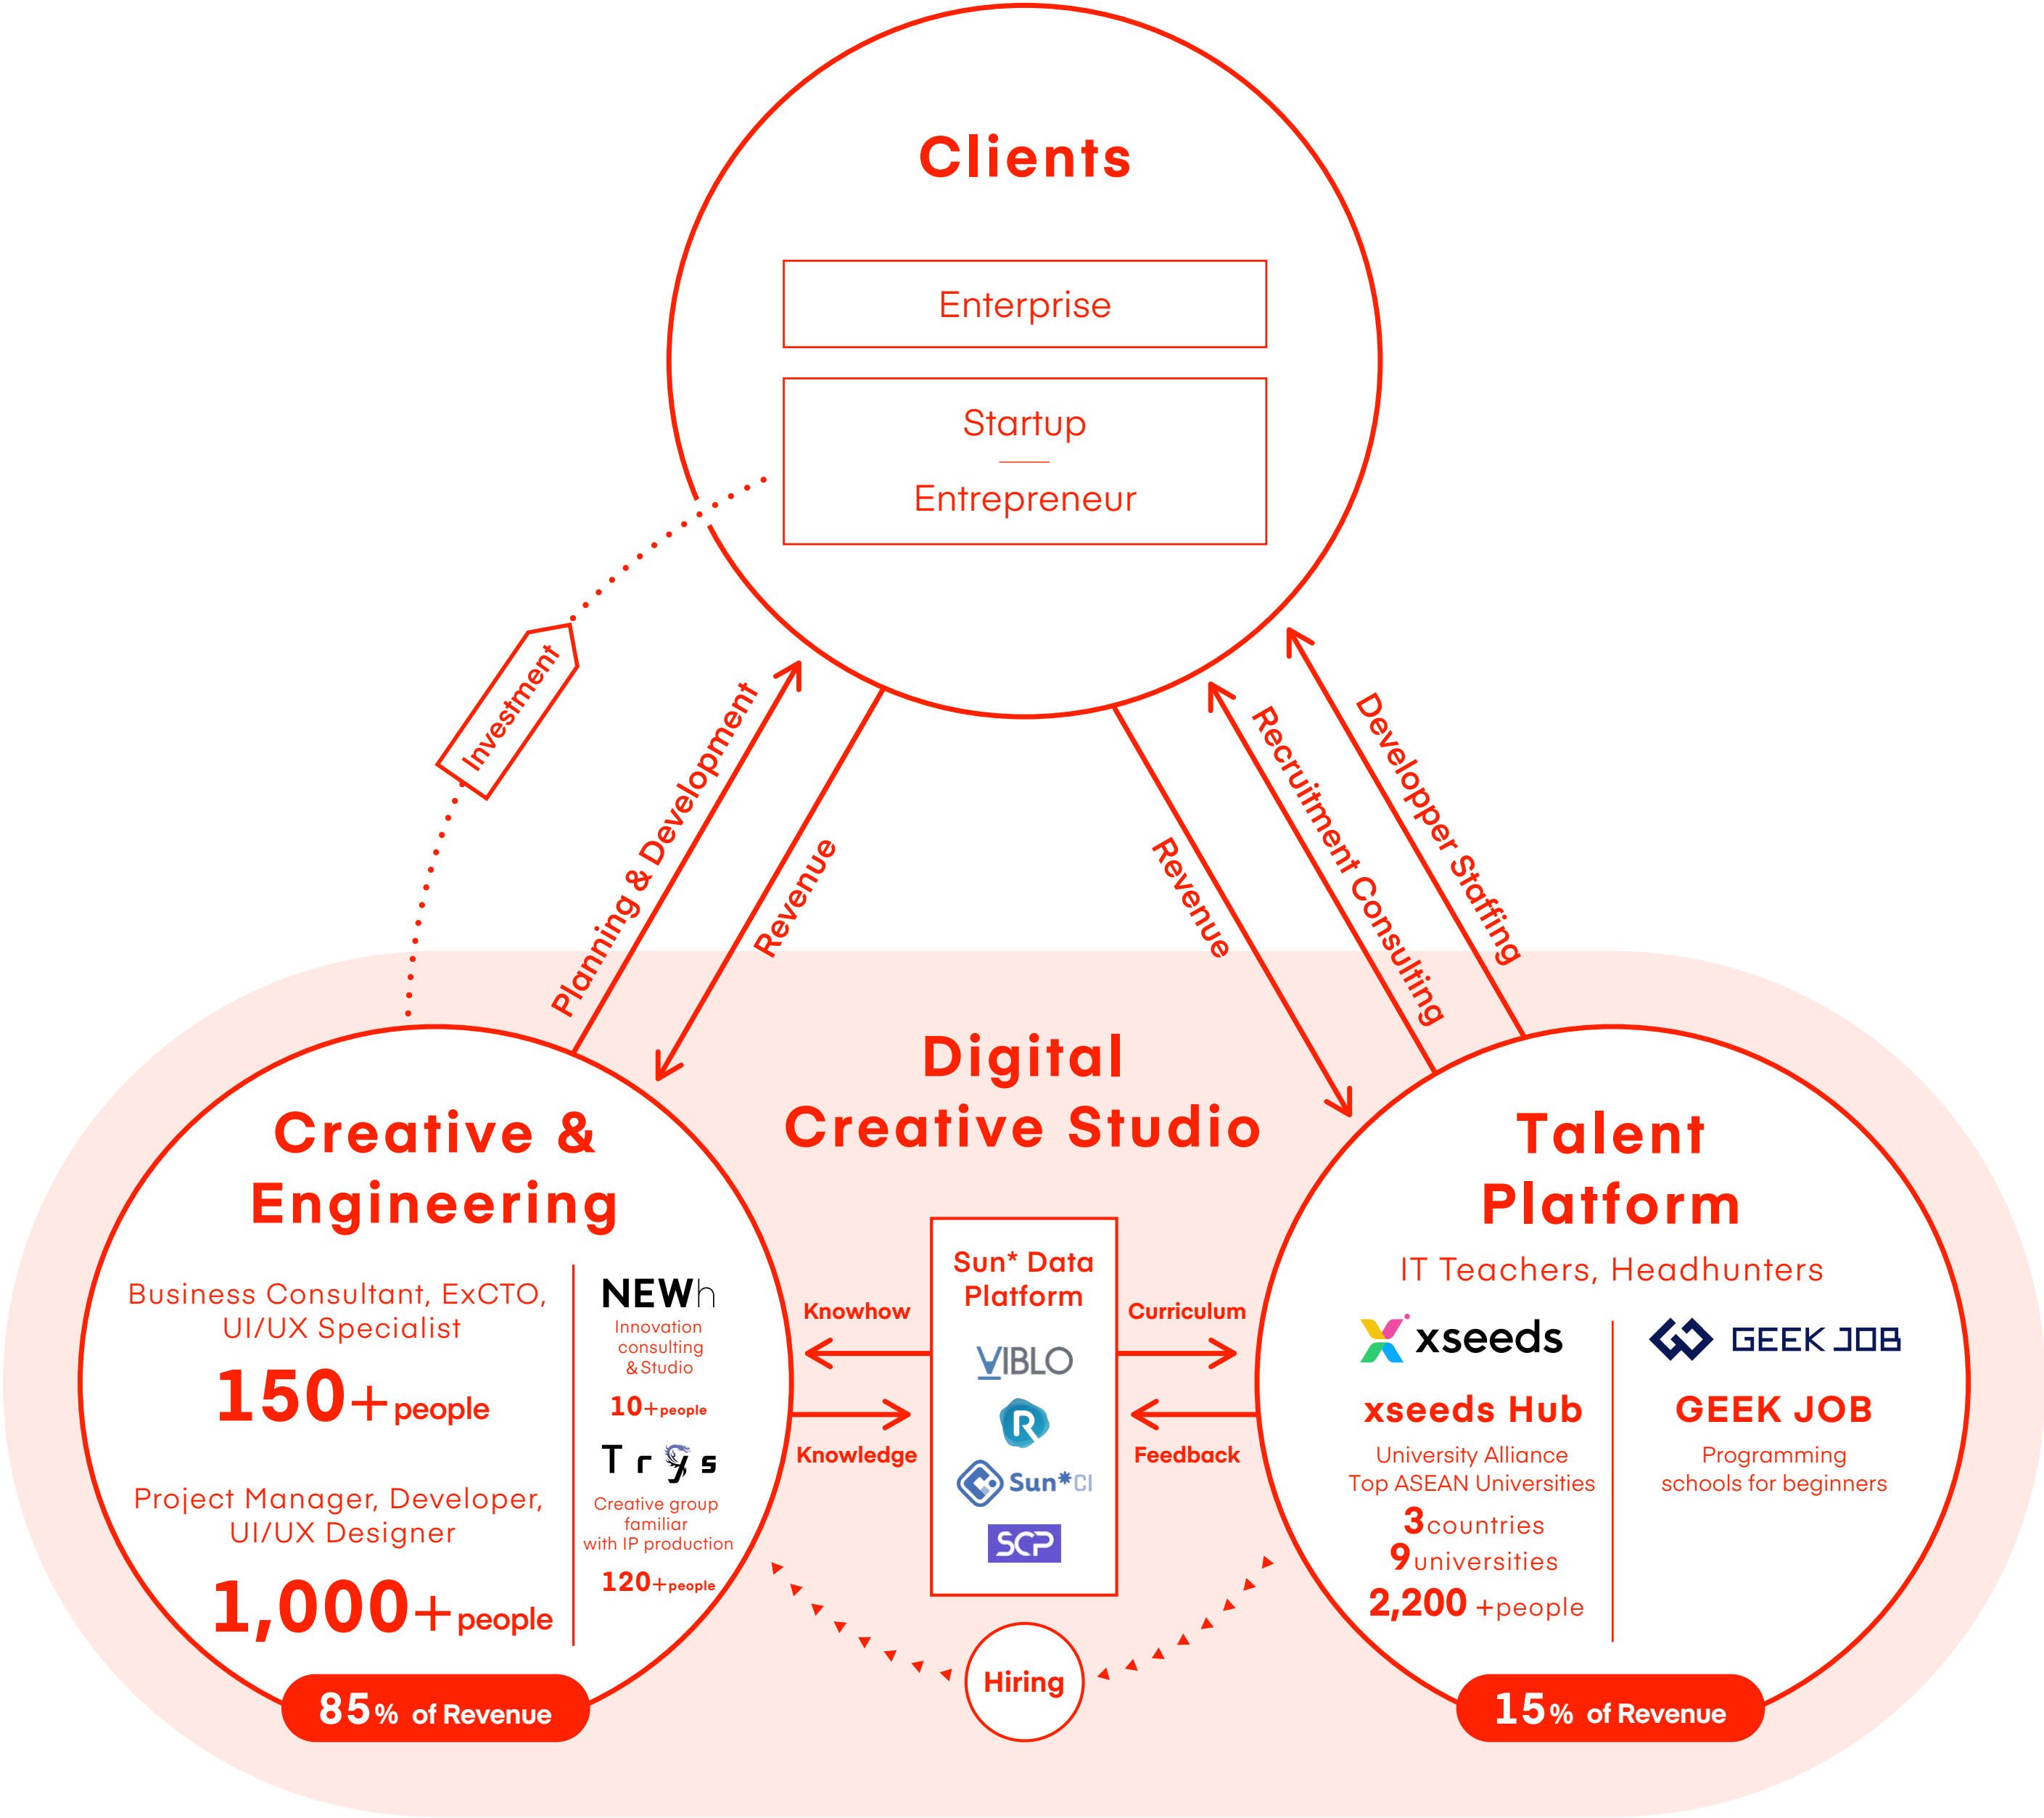 Clients
Enterprise
Startup
Entrepreneur
Investment
Planning & Development
Revenue
Revenue
Recruitment Consulting
Developper Staffing
Digital
Creative Studio
Creative &
Engineering
Business Consultant, ExCTO,
UI/UX Specialist
150+people
Project Manager, Developer,
UI/UX Designer
1,000+people
NEWh
Innovation
consulting
&Studio
10+people
Trys
Creative group
familiar
with IP production
120+people
85% of Revenue
Knowhow
Knowledge
Sun* Data
Platform
VIBLO
R
Sun*CI
SCP
Curriculum
Feedback
Hiring
Talent
Platform
IT Teachers, Headhunters
xseeds
xseeds Hub
University Alliance
Top ASEAN Universities
3countries
9universities
2,200 +people
GEEK JOB
GEEK JOB
Programming
schools for beginners
15% of Revenue